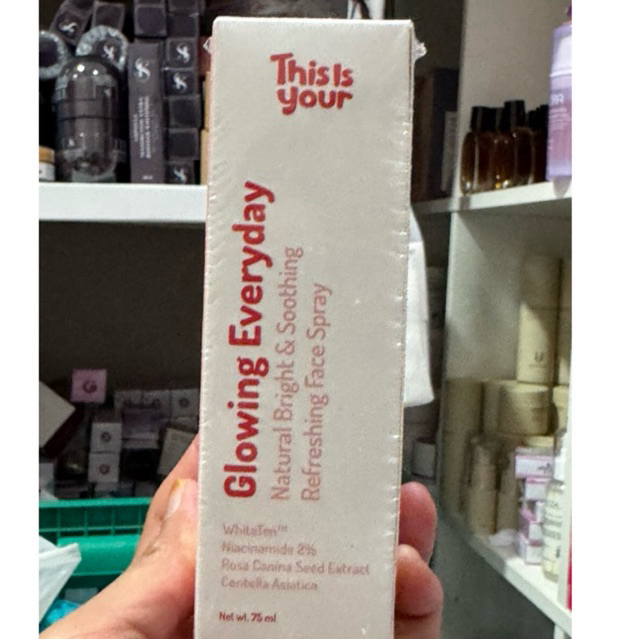 This Is
Your
Glowing Everyday
Natural Bright & Soothing
Refreshing Face Spray
WhiteTen™
Niacinamide 2%
Rosa Canina Seed Extract
Centella Asiatica
Net wt. 75 ml